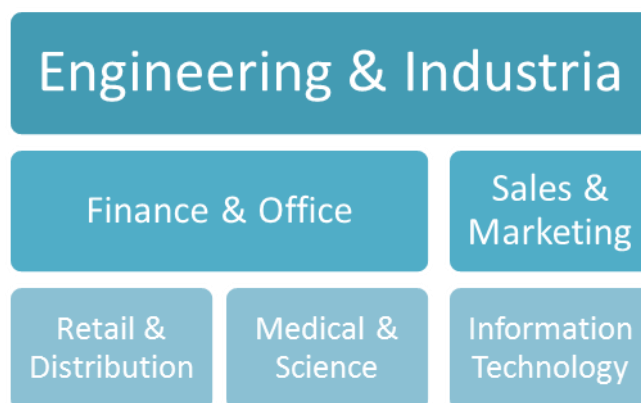 Engineering & Industria
Finance & Office
Sales &
Marketing
Retail &
Distribution
Medical &
Science
Information
Technology